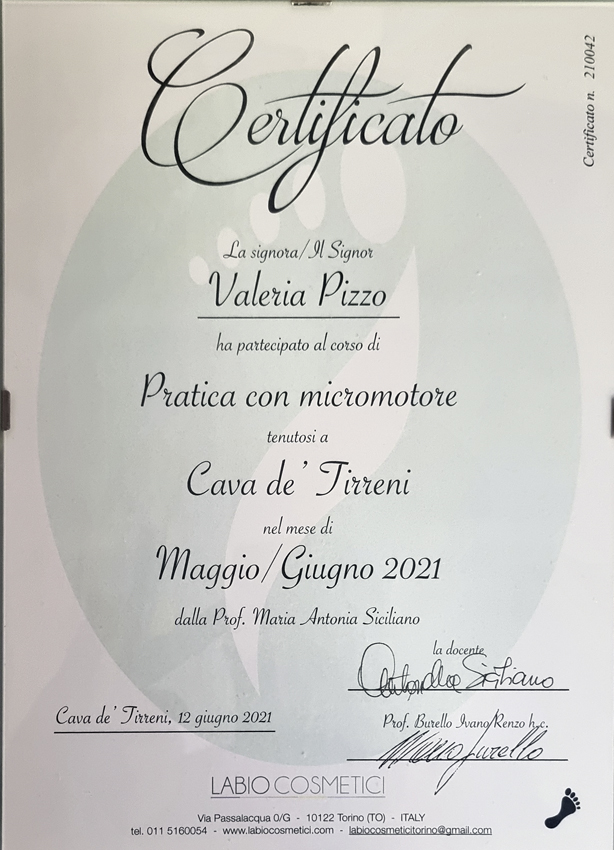 Certificato
Certificato n. 210042
La signora/Il Signor
Valeria Pizzo
ha partecipato al corso di
Pratica con micromotore
tenutosi a
Cava de' Tirreni
nel mese di
Maggio/Giugno 2021
dalla Prof. Maria Antonia Siciliano
la docente
Cava de' Tirreni, 12 giugno 2021
Prof. Burello Ivano/Renzo h.c.
LABIO COSMETICI
Via Passalacqua 0/G - 10122 Torino (TO) - ITALY
tel. 011 5160054 - www.labiocosmetici.com - labiocosmeticitorino@gmail.com